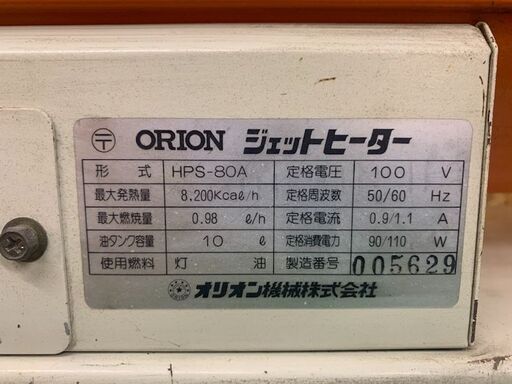 〒 ORION ジェットヒーター
形式 HPS-80A 定格電圧 100 V
最大発熱量 8,200Kcaℓ/h 定格周波数 50/60 Hz
最大燃焼量 0.98 ℓ/h 定格電流 0.9/1.1 A
油タンク容量 10 ℓ 定格消費電力 90/110 W
使用燃料 灯油 製造番号 005629
ORION オリオン機械株式会社